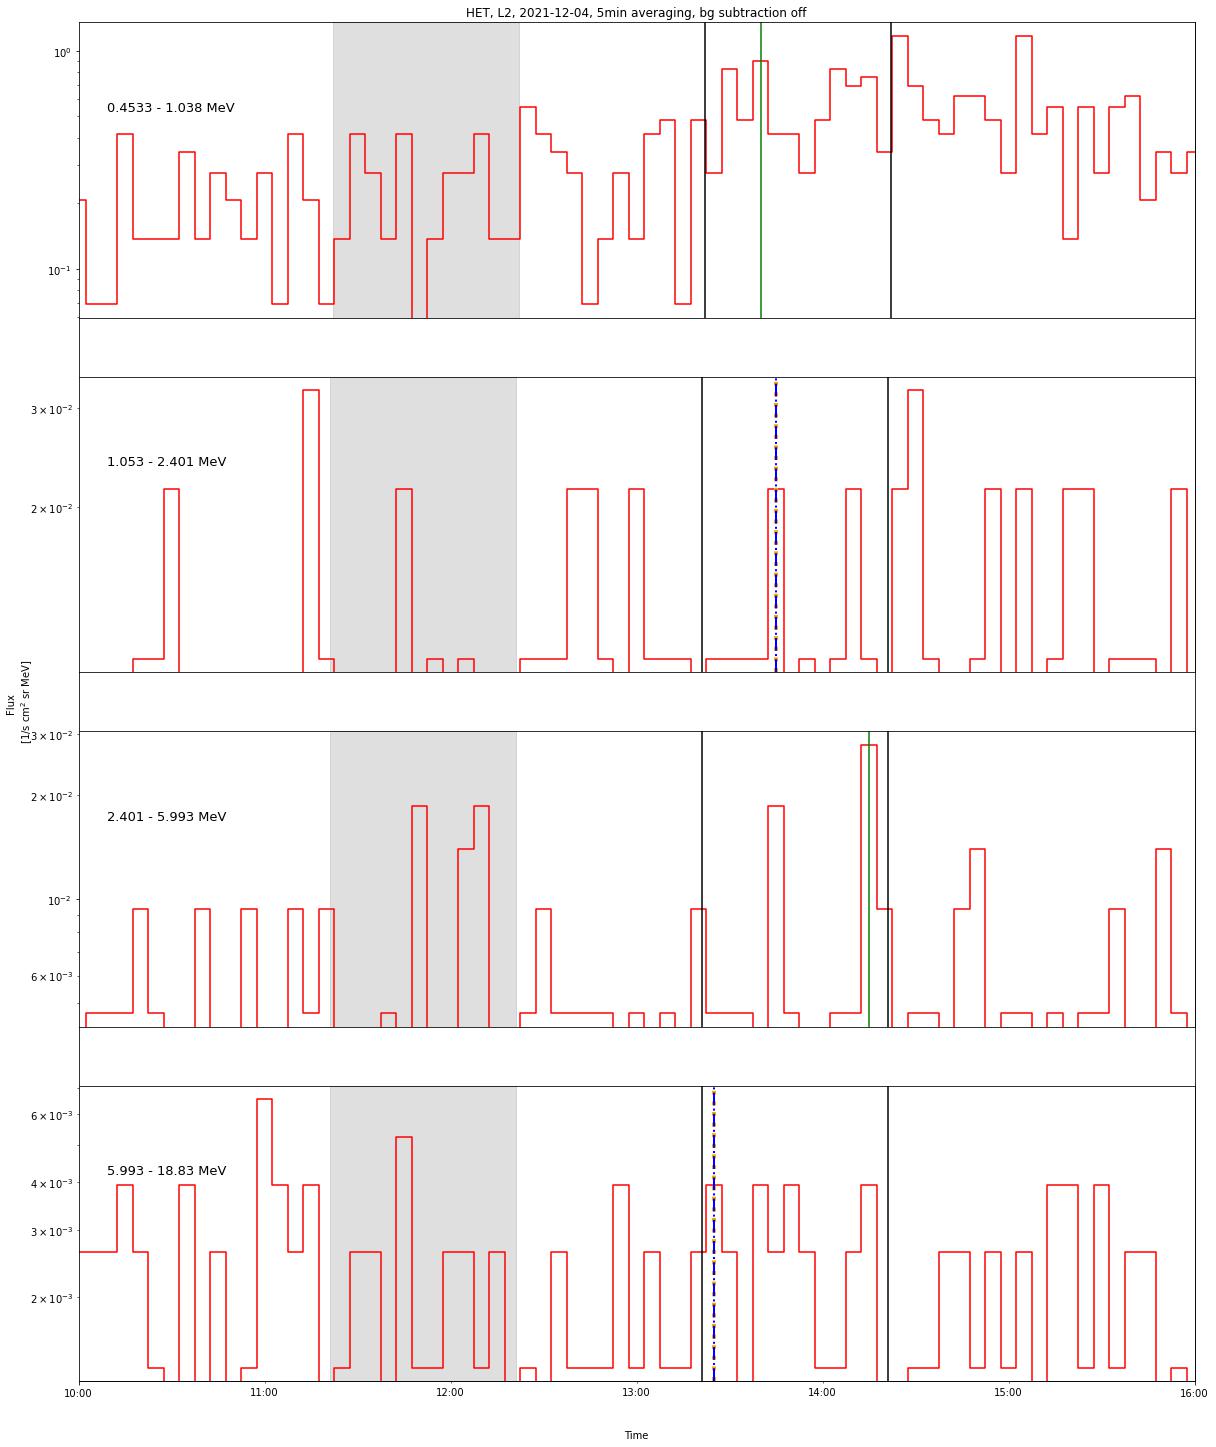 HET, L2, 2021-12-04, 5min averaging, bg subtraction off
10⁰
0.4533 - 1.038 MeV
10⁻¹
3 × 10⁻²
1.053 - 2.401 MeV
2 × 10⁻²
Flux
[1/s cm² sr MeV]
3 × 10⁻²
2 × 10⁻²
2.401 - 5.993 MeV
10⁻²
6 × 10⁻³
6 × 10⁻³
5.993 - 18.83 MeV
4 × 10⁻³
3 × 10⁻³
2 × 10⁻³
10:00 11:00 12:00 13:00 14:00 15:00 16:00
Time